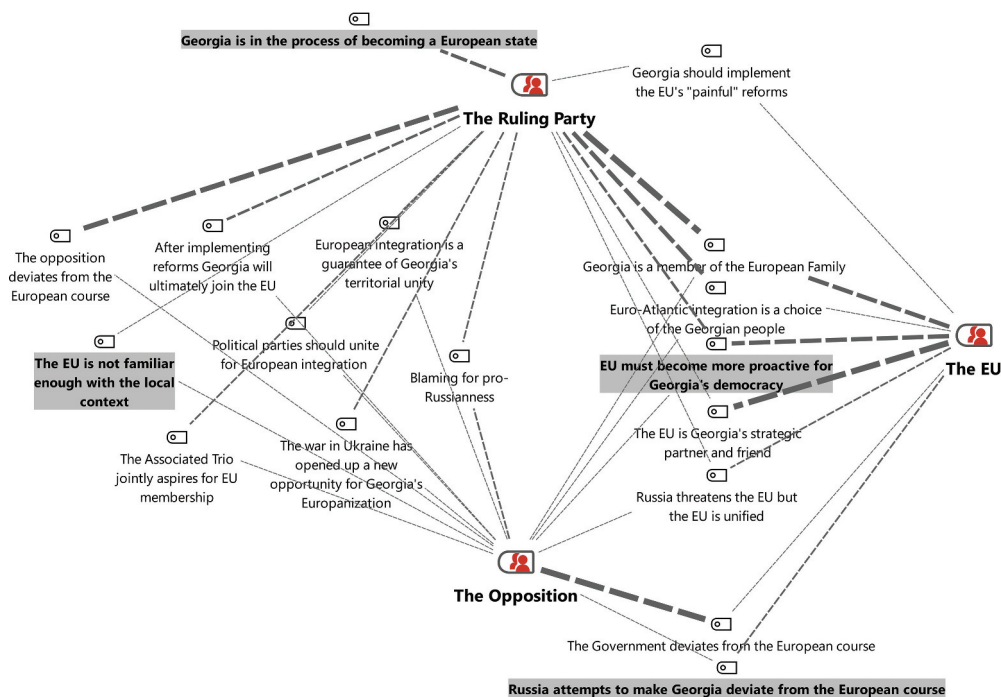 Georgia is in the process of becoming a European state
Georgia should implement
the EU's "painful" reforms
The Ruling Party
The opposition
deviates from the
European course
After implementing
reforms Georgia will
ultimately join the EU
European integration is a
guarantee of Georgia's
territorial unity
Georgia is a member of the European Family
Euro-Atlantic integration is a choice
of the Georgian people
Political parties should unite
for European integration
The EU is not familiar
enough with the local
context
Blaming for pro-
Russianness
EU must become more proactive for
Georgia's democracy
The EU
The Associated Trio
jointly aspires for EU
membership
The war in Ukraine has
opened up a new
opportunity for Georgia's
Europanization
The EU is Georgia's strategic
partner and friend
Russia threatens the EU but
the EU is unified
The Opposition
The Government deviates from the European course
Russia attempts to make Georgia deviate from the European course